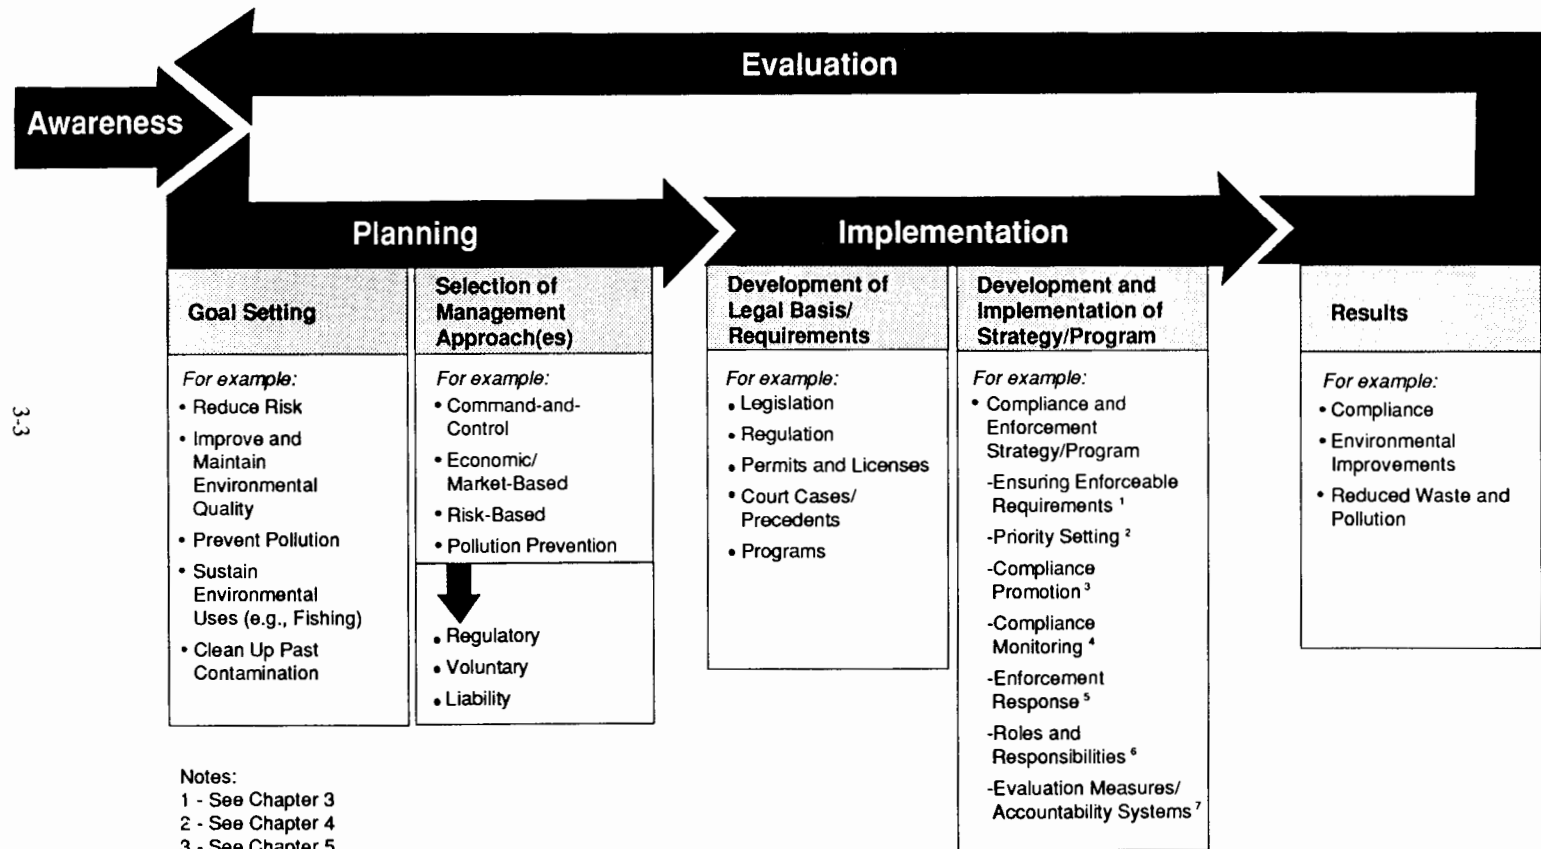 Evaluation
Awareness
Planning
Implementation
Goal Setting
For example:
• Reduce Risk
• Improve and
Maintain
Environmental
Quality
• Prevent Pollution
• Sustain
Environmental
Uses (e.g., Fishing)
• Clean Up Past
Contamination
Selection of
Management
Approach(es)
For example:
• Command-and-
Control
• Economic/
Market-Based
• Risk-Based
• Pollution Prevention
• Regulatory
• Voluntary
• Liability
Development of
Legal Basis/
Requirements
For example:
• Legislation
• Regulation
• Permits and Licenses
• Court Cases/
Precedents
• Programs
Development and
Implementation of
Strategy/Program
For example:
• Compliance and
Enforcement
Strategy/Program
-Ensuring Enforceable
Requirements 1
-Priority Setting 2
-Compliance
Promotion 3
-Compliance
Monitoring 4
-Enforcement
Response 5
-Roles and
Responsibilities 6
-Evaluation Measures/
Accountability Systems 7
Results
For example:
• Compliance
• Environmental
Improvements
• Reduced Waste and
Pollution
3-3
Notes:
1 - See Chapter 3
2 - See Chapter 4
3 - See Chapter 5